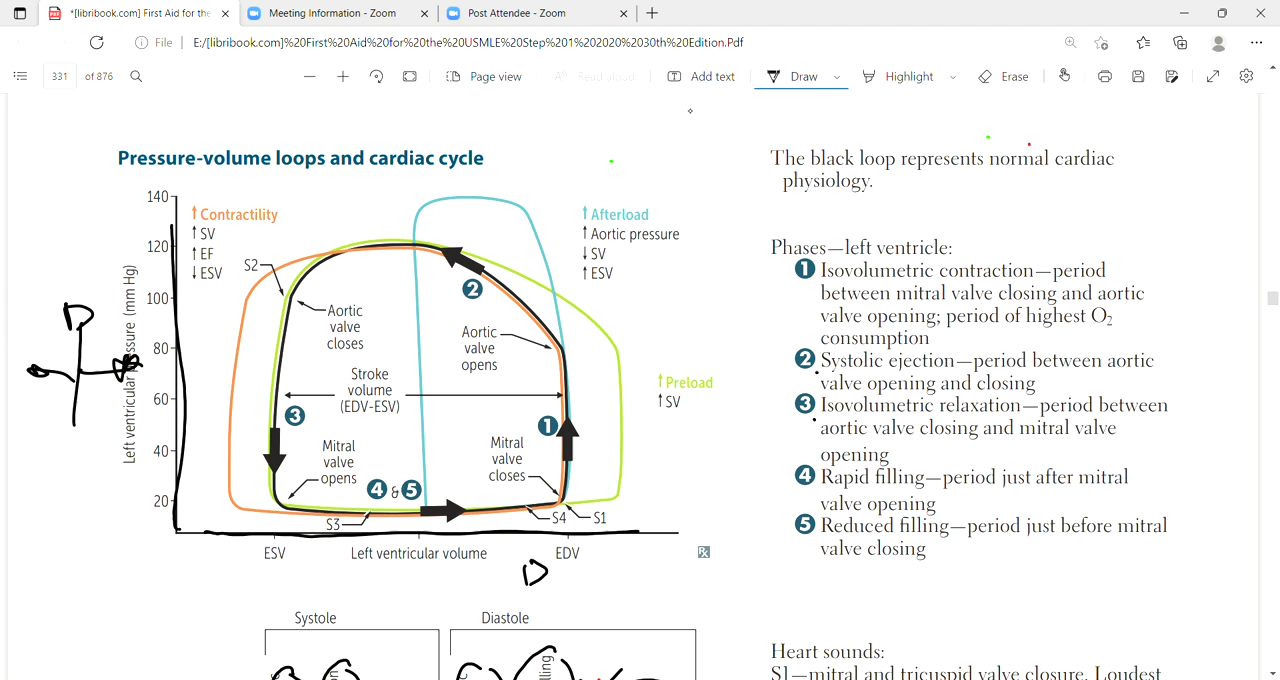 *[libribook.com] First Aid for the
Meeting Information - Zoom
Post Attendee - Zoom
File
E:/[libribook.com]%20First%20Aid%20for%20the%20USMLE%20Step%201%202020%2030th%20Edition.Pdf
331
of 876
Page view
Read aloud
Add text
Draw
Highlight
Erase
Pressure-volume loops and cardiac cycle
140
120
100
80
60
40
20
Left ventricular pressure (mm Hg)
↑ Contractility
↑ SV
↑ EF
↓ ESV
↑ Afterload
↑ Aortic pressure
↓ SV
↑ ESV
S2
2
Aortic
valve
closes
Aortic
valve
opens
Stroke
volume
(EDV-ESV)
↑ Preload
↑ SV
3
1
Mitral
valve
opens
Mitral
valve
closes
4 & 5
S3
S4
S1
ESV
Left ventricular volume
EDV
P
Systole
Diastole
The black loop represents normal cardiac
physiology.
Phases—left ventricle:
1 Isovolumetric contraction—period
between mitral valve closing and aortic
valve opening; period of highest O₂
consumption
2 Systolic ejection—period between aortic
valve opening and closing
3 Isovolumetric relaxation—period between
aortic valve closing and mitral valve
opening
4 Rapid filling—period just after mitral
valve opening
5 Reduced filling—period just before mitral
valve closing
Heart sounds:
S1—mitral and tricuspid valve closure. Loudest